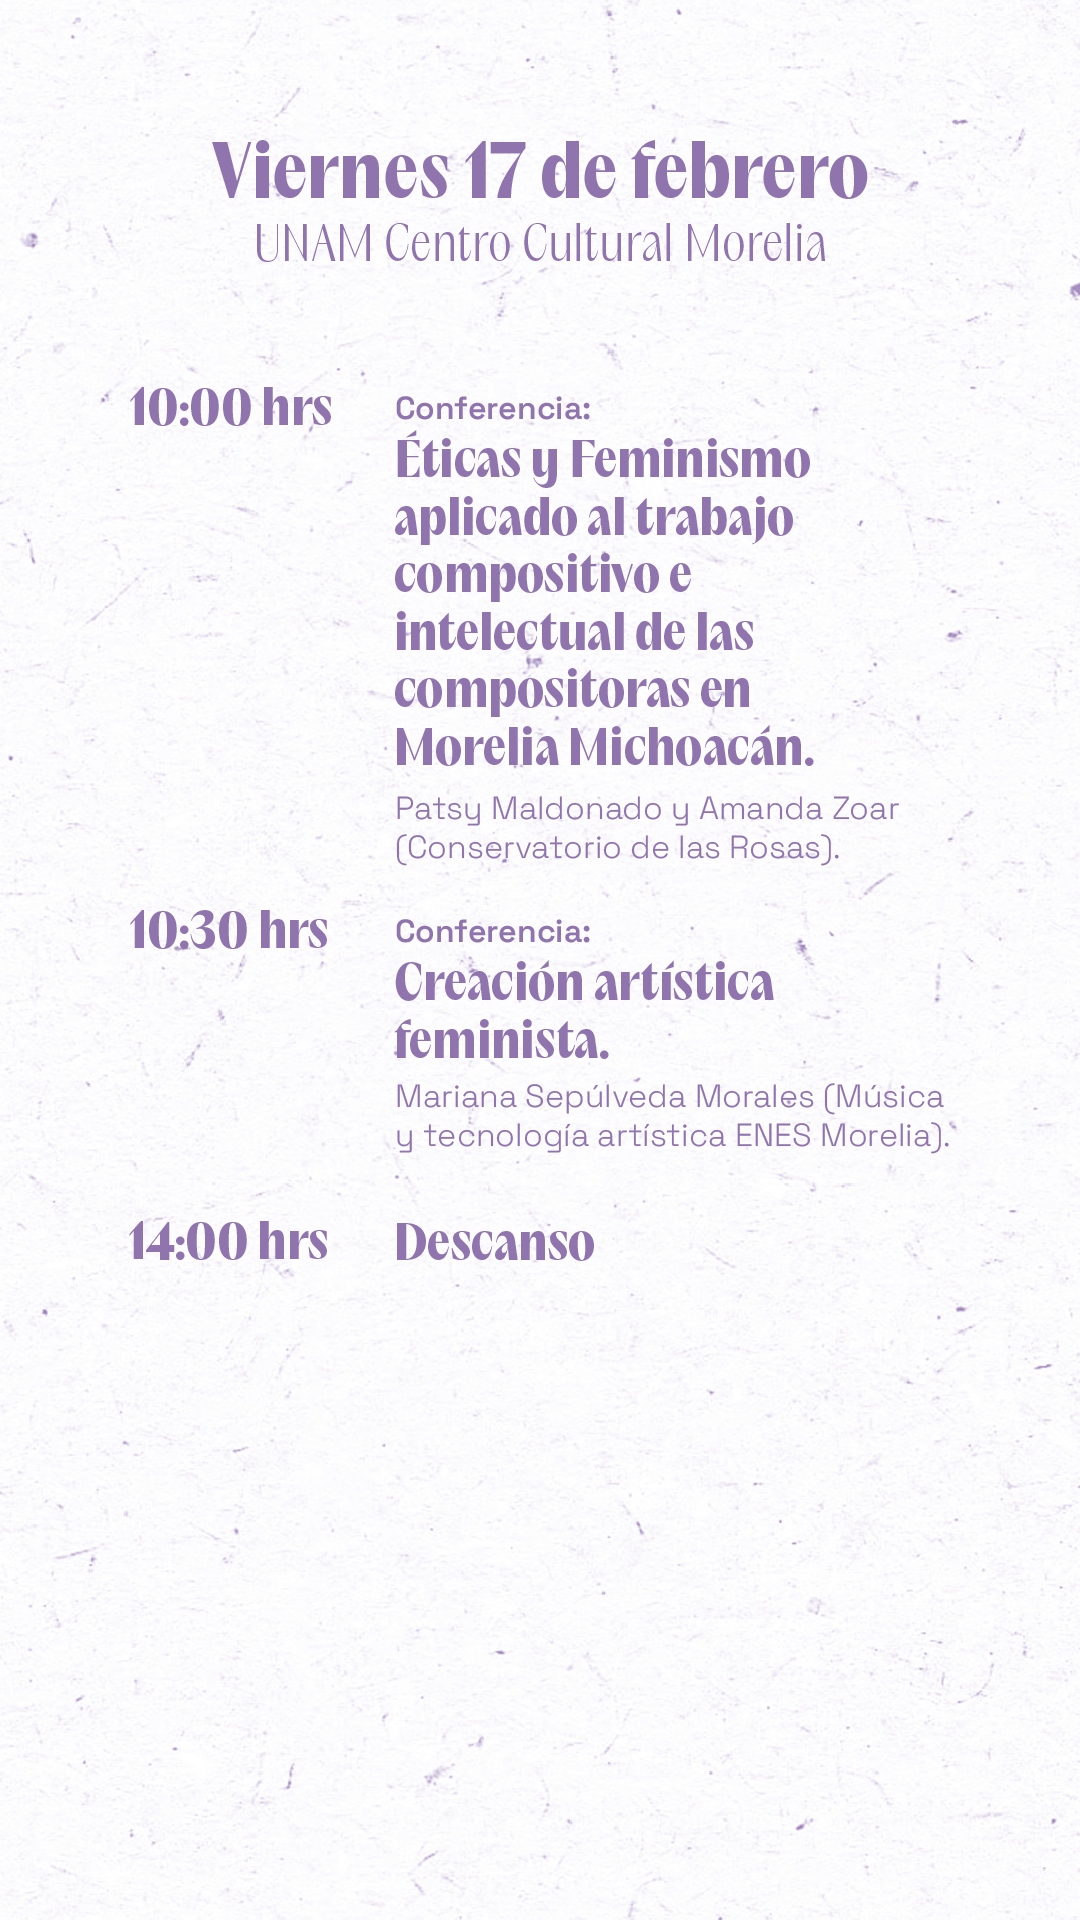 Viernes 17 de febrero
UNAM Centro Cultural Morelia
10:00 hrs
Conferencia:
Éticas y Feminismo
aplicado al trabajo
compositivo e
intelectual de las
compositoras en
Morelia Michoacán.
Patsy Maldonado y Amanda Zoar
(Conservatorio de las Rosas).
10:30 hrs
Conferencia:
Creación artística
feminista.
Mariana Sepúlveda Morales (Música
y tecnología artística ENES Morelia).
14:00 hrs
Descanso